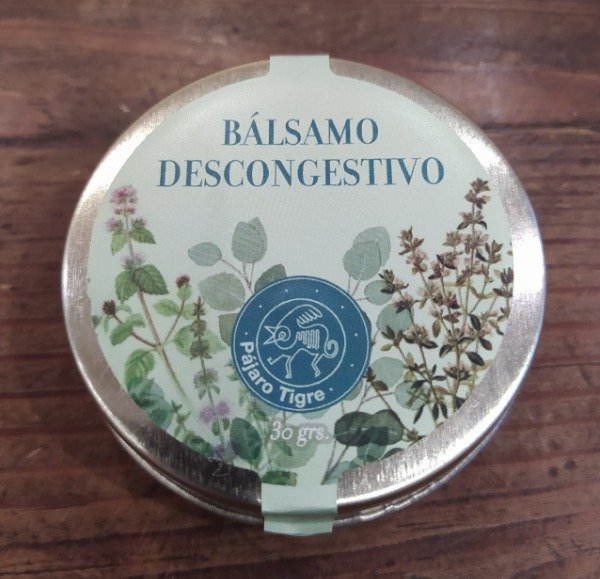 BÁLSAMO
DESCONGESTIVO
Pájaro Tigre
30 grs.